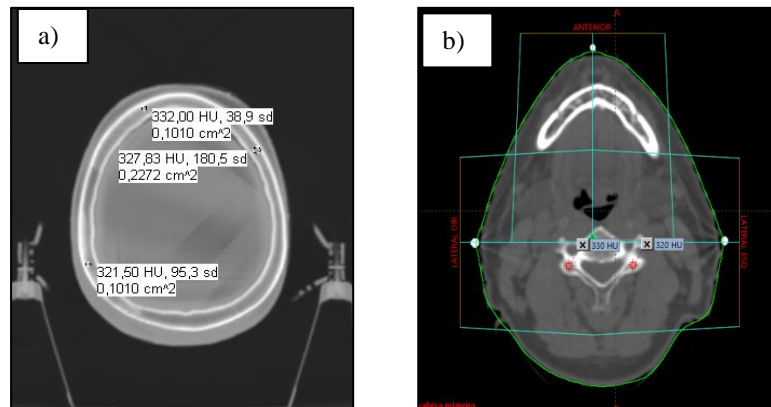 a)
332,00 HU, 38,9 sd
0,1010 cm^2
327,83 HU, 180,5 sd
0,2272 cm^2
321,50 HU, 95,3 sd
0,1010 cm^2
b)
A
ANTERIOR
LATERAL DIR
LATERAL ESQ
X 330 HU
X 320 HU